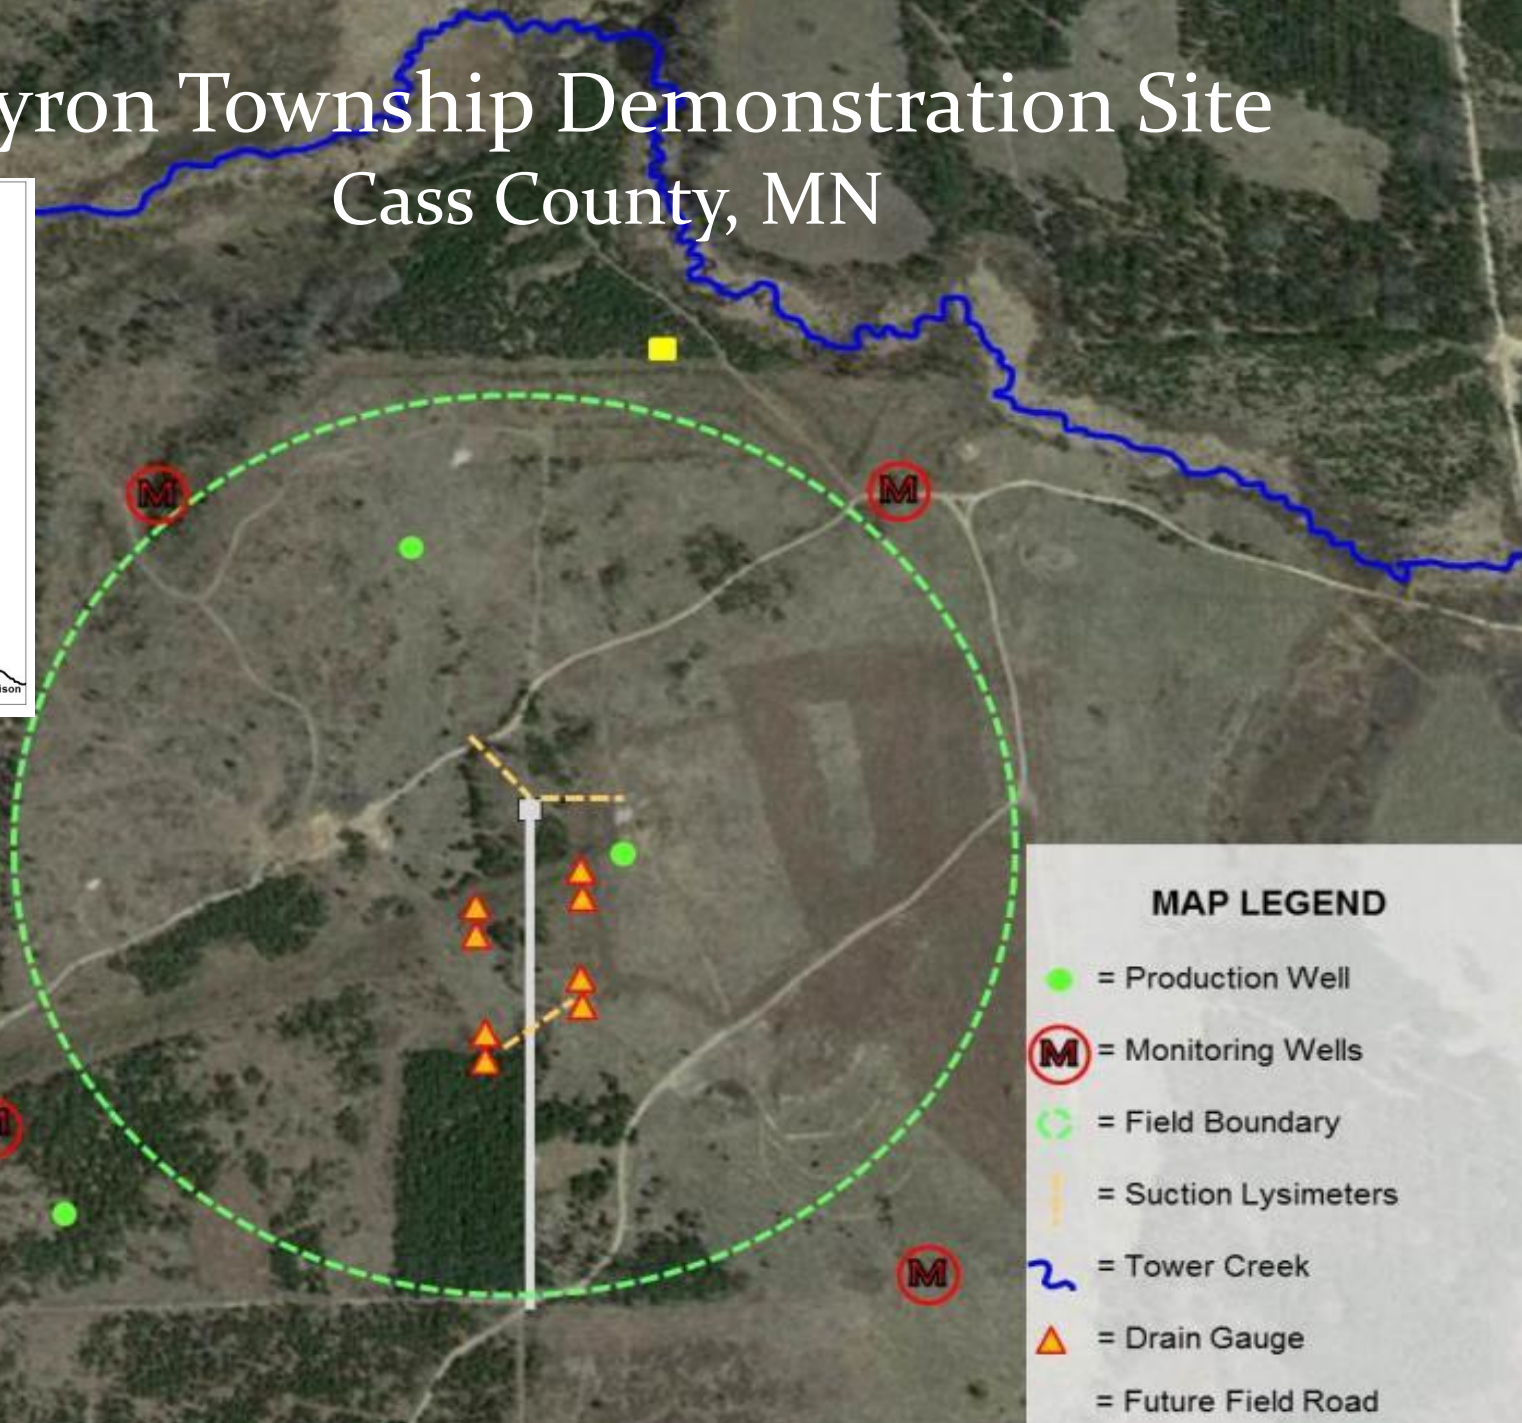 yron Township Demonstration Site
Cass County, MN
ison
M
M
MAP LEGEND
= Production Well
M = Monitoring Wells
= Field Boundary
= Suction Lysimeters
= Tower Creek
M
= Drain Gauge
= Future Field Road